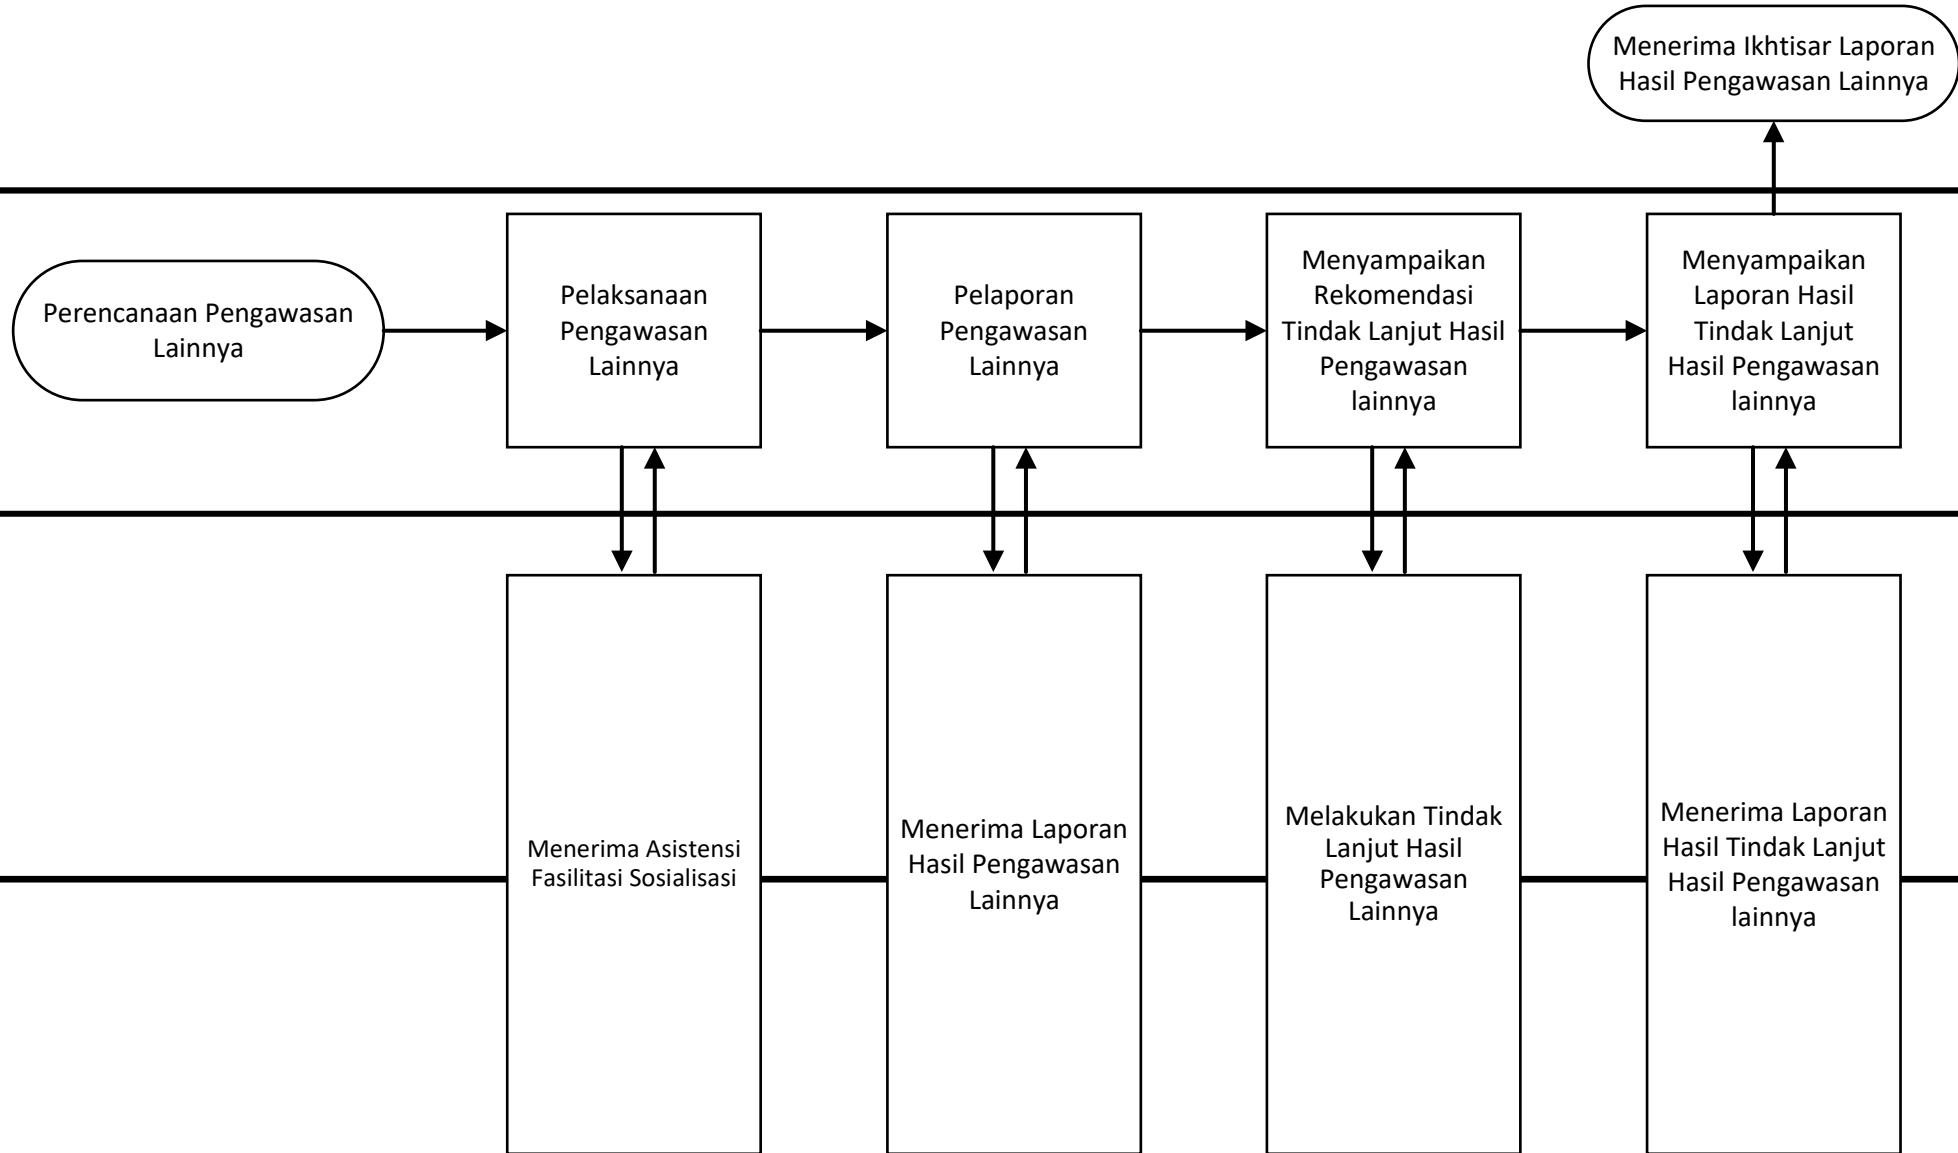 Menerima Ikhtisar Laporan
Hasil Pengawasan Lainnya
Perencanaan Pengawasan
Lainnya
Pelaksanaan
Pengawasan
Lainnya
Pelaporan
Pengawasan
Lainnya
Menyampaikan
Rekomendasi
Tindak Lanjut Hasil
Pengawasan
lainnya
Menyampaikan
Laporan Hasil
Tindak Lanjut
Hasil Pengawasan
lainnya
Menerima Asistensi
Fasilitasi Sosialisasi
Menerima Laporan
Hasil Pengawasan
Lainnya
Melakukan Tindak
Lanjut Hasil
Pengawasan
Lainnya
Menerima Laporan
Hasil Tindak Lanjut
Hasil Pengawasan
lainnya